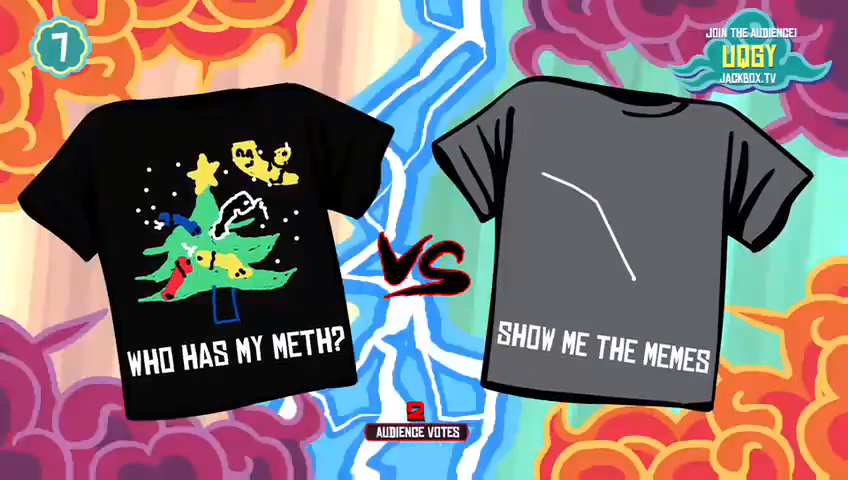 7
JOIN THE AUDIENCE!
UQGY
JACKBOX.TV
VS
WHO HAS MY METH?
SHOW ME THE MEMES
2
AUDIENCE VOTES